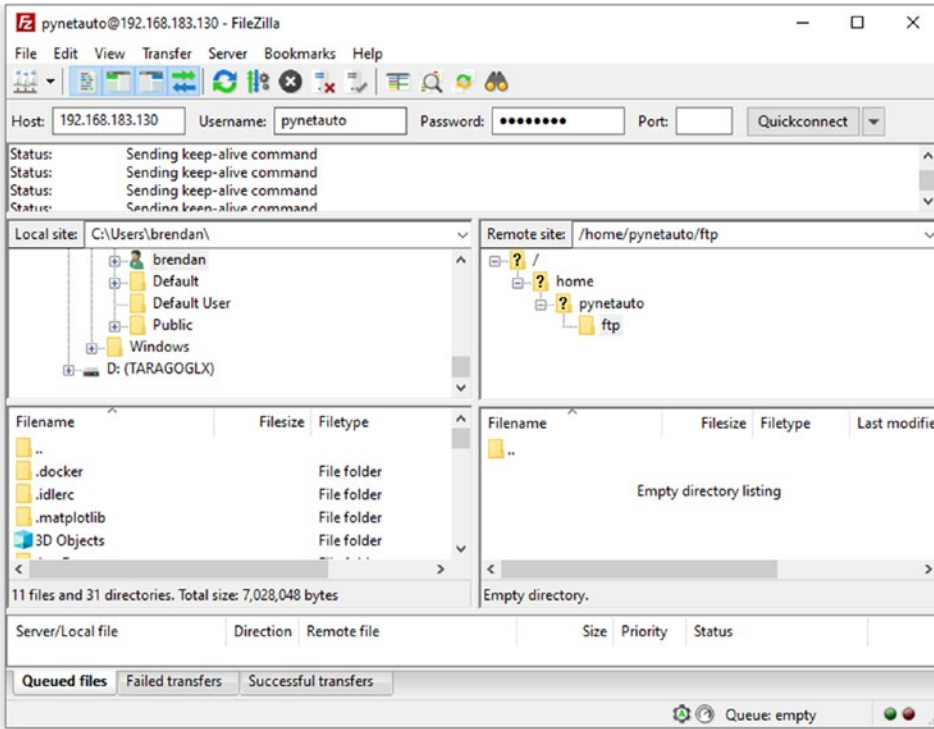 pynetauto@192.168.183.130 - FileZilla
File Edit View Transfer Server Bookmarks Help
Host: 192.168.183.130 Username: pynetauto Password: ●●●●●●●● Port: Quickconnect
Status: Sending keep-alive command
Status: Sending keep-alive command
Status: Sending keep-alive command
Status: Sending keep-alive command
Local site: C:\Users\brendan\
brendan
Default
Default User
Public
Windows
D: (TARAGOGLX)
Remote site: /home/pynetauto/ftp
? /
? home
? pynetauto
ftp
Filename Filesize Filetype
..
.docker File folder
.idlerc File folder
.matplotlib File folder
3D Objects File folder
11 files and 31 directories. Total size: 7,028,048 bytes
Filename Filesize Filetype Last modifie
..
Empty directory listing
Empty directory.
Server/Local file Direction Remote file Size Priority Status
Queued files Failed transfers Successful transfers
Queue: empty